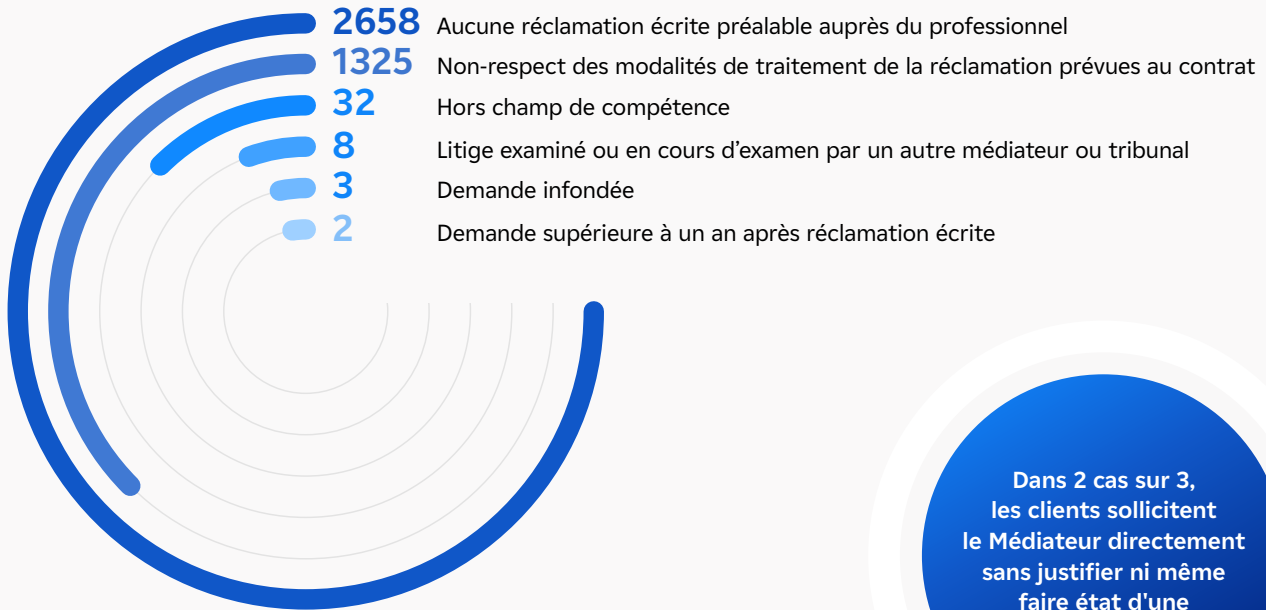 2658 Aucune réclamation écrite préalable auprès du professionnel
1325 Non-respect des modalités de traitement de la réclamation prévues au contrat
32 Hors champ de compétence
8 Litige examiné ou en cours d’examen par un autre médiateur ou tribunal
3 Demande infondée
2 Demande supérieure à un an après réclamation écrite
Dans 2 cas sur 3,
les clients sollicitent
le Médiateur directement
sans justifier ni même
faire état d'une